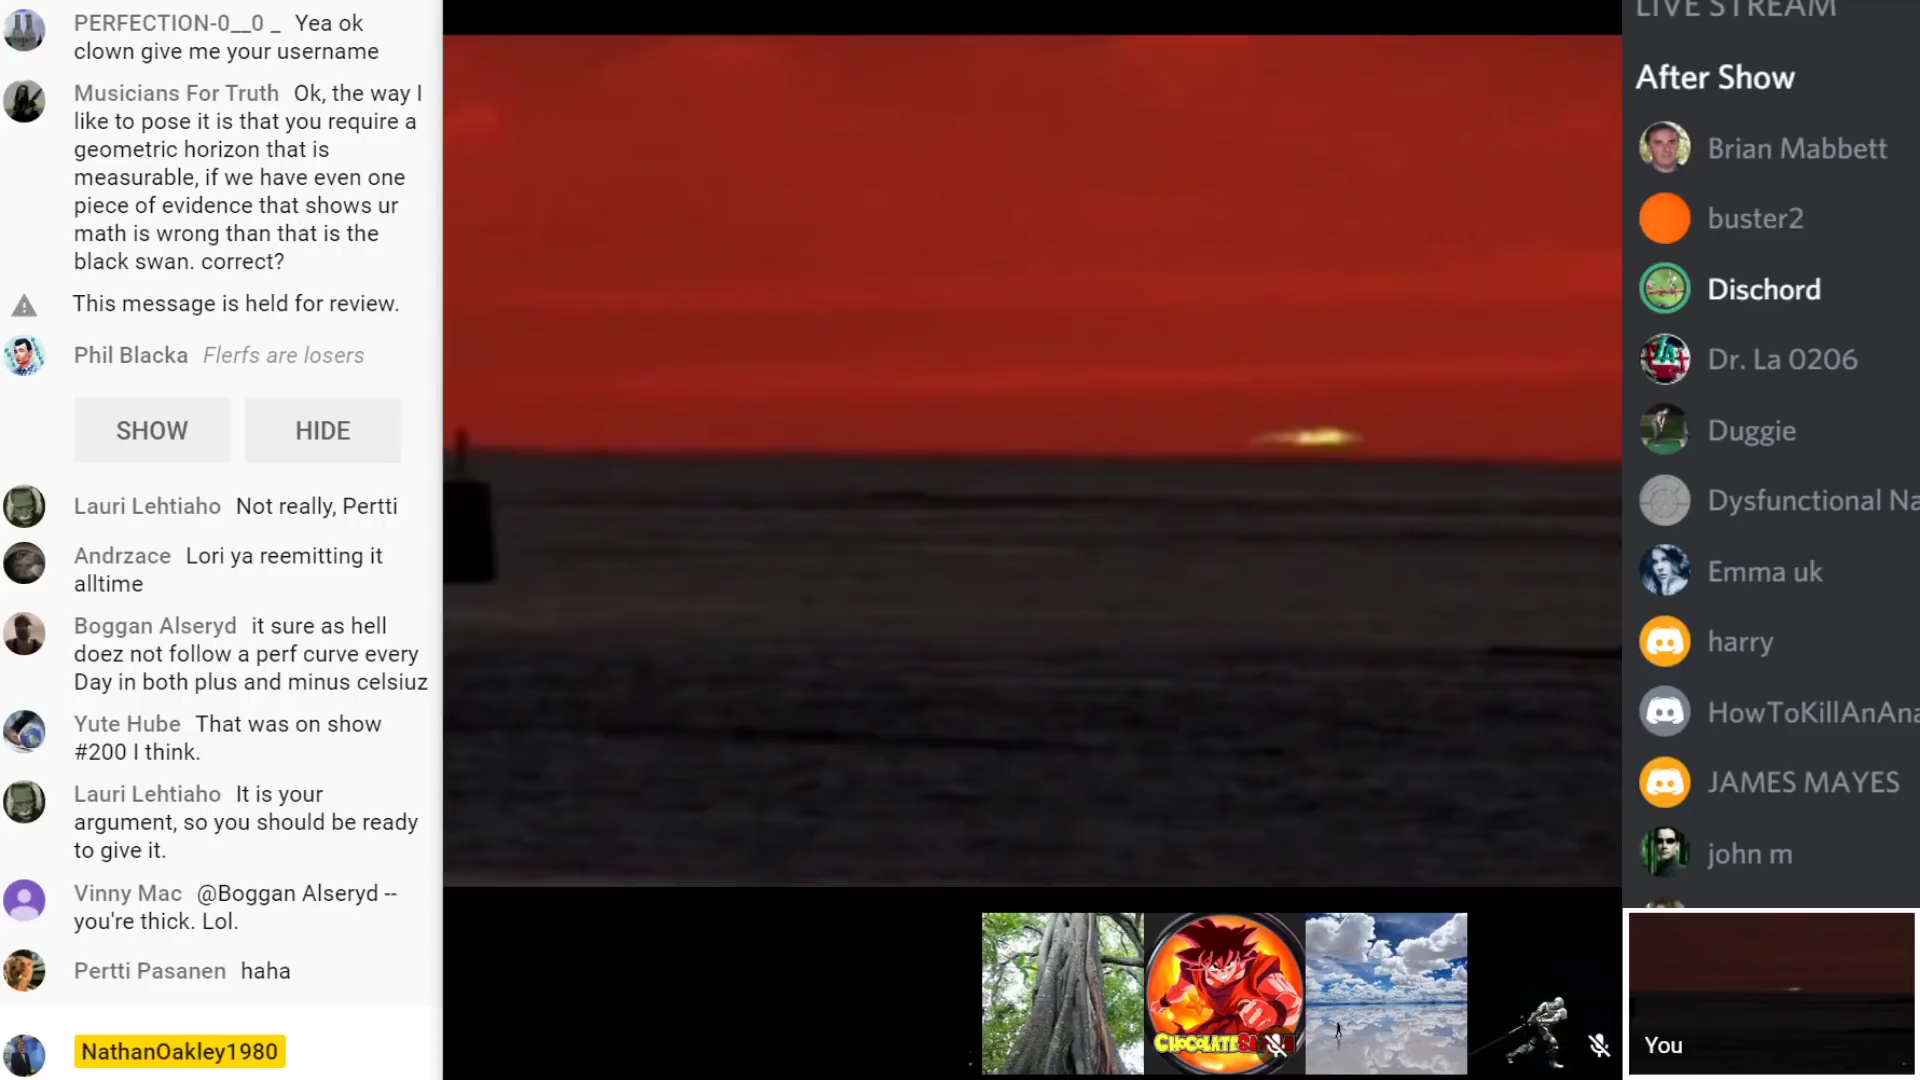 PERFECTION-0__0 _ Yea ok
clown give me your username
Musicians For Truth Ok, the way I
like to pose it is that you require a
geometric horizon that is
measurable, if we have even one
piece of evidence that shows ur
math is wrong than that is the
black swan. correct?
This message is held for review.
Phil Blacka Flerfs are losers
SHOW HIDE
Lauri Lehtiaho Not really, Pertti
Andrzace Lori ya reemitting it
alltime
Boggan Alseryd it sure as hell
doez not follow a perf curve every
Day in both plus and minus celsiuz
Yute Hube That was on show
#200 I think.
Lauri Lehtiaho It is your
argument, so you should be ready
to give it.
Vinny Mac @Boggan Alseryd --
you're thick. Lol.
Pertti Pasanen haha
NathanOakley1980
CHOCOLATE
LIVE STREAM
After Show
Brian Mabbett
buster2
Dischord
Dr. La 0206
Duggie
Dysfunctional Na
Emma uk
harry
HowToKillAnAna
JAMES MAYES
john m
You